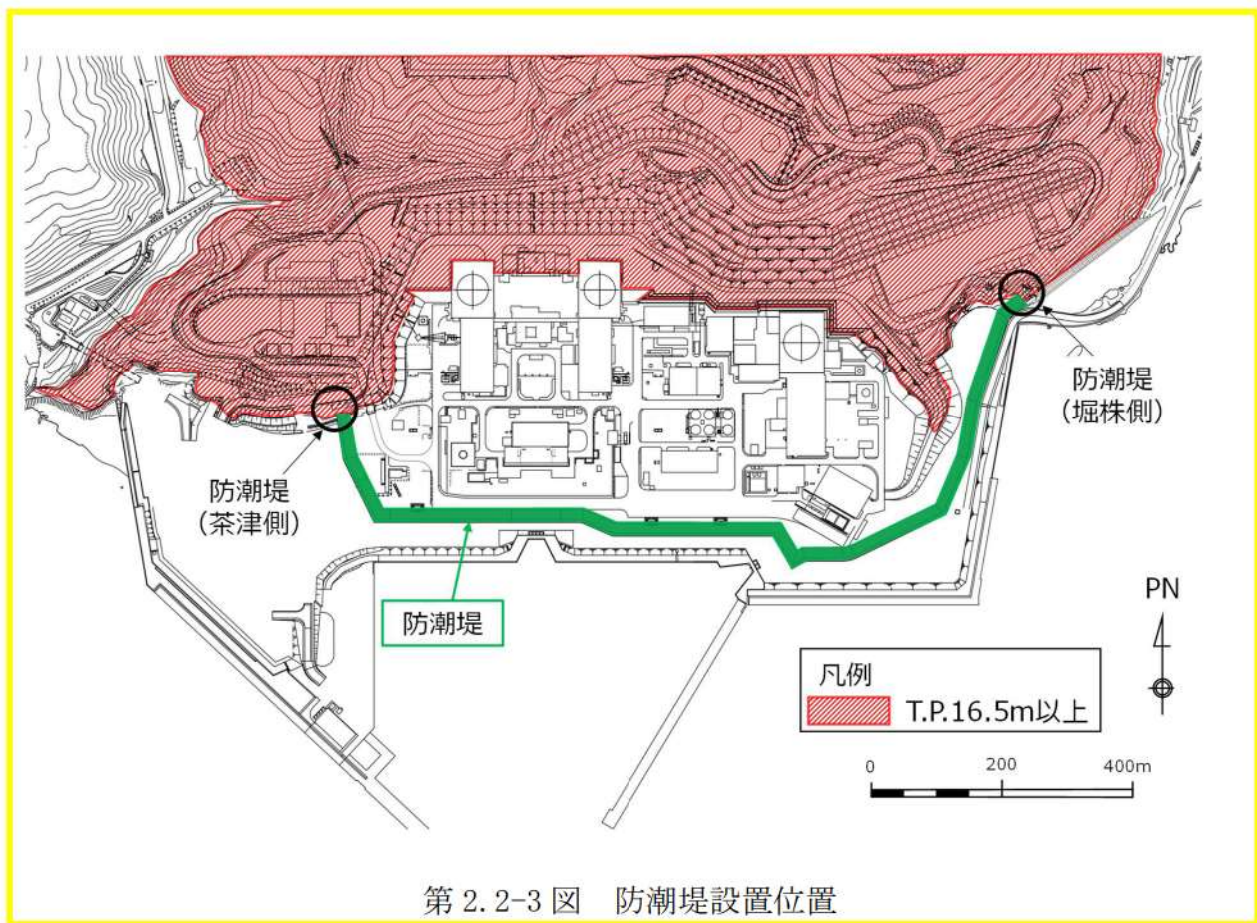 防潮堤
（堀株側）
防潮堤
（茶津側）
防潮堤
PN
凡例
T.P.16.5m以上
0 200 400m
第 2.2-3 図　防潮堤設置位置